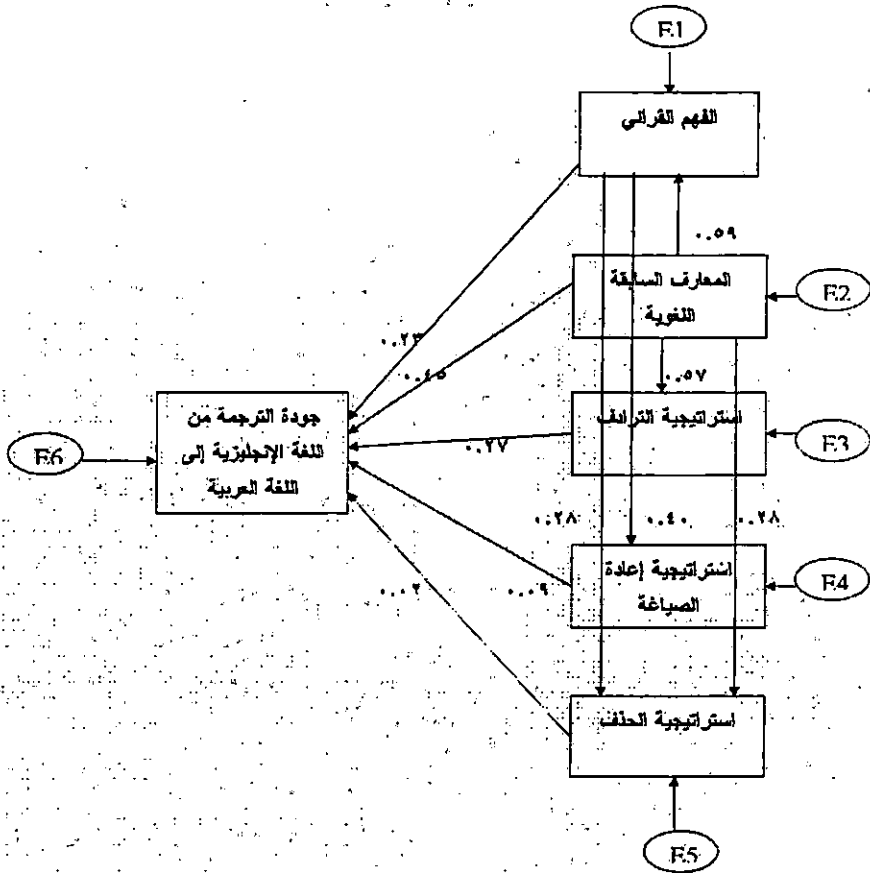 E1
الفهم القرائي
٠.٥٩
المعارف السابقة
اللغوية
E2
٠.٢٣
٠.٤٥
٠.٥٧
جودة الترجمة من
اللغة الإنجليزية إلى
اللغة العربية
E6
استراتيجية الترادف
E3
٠.٢٧
٠.٢٨
٠.٤٠
٠.٢٨
استراتيجية إعادة
الصياغة
E4
٠.٠٢
٠.٠٩
استراتيجية الحذف
E5